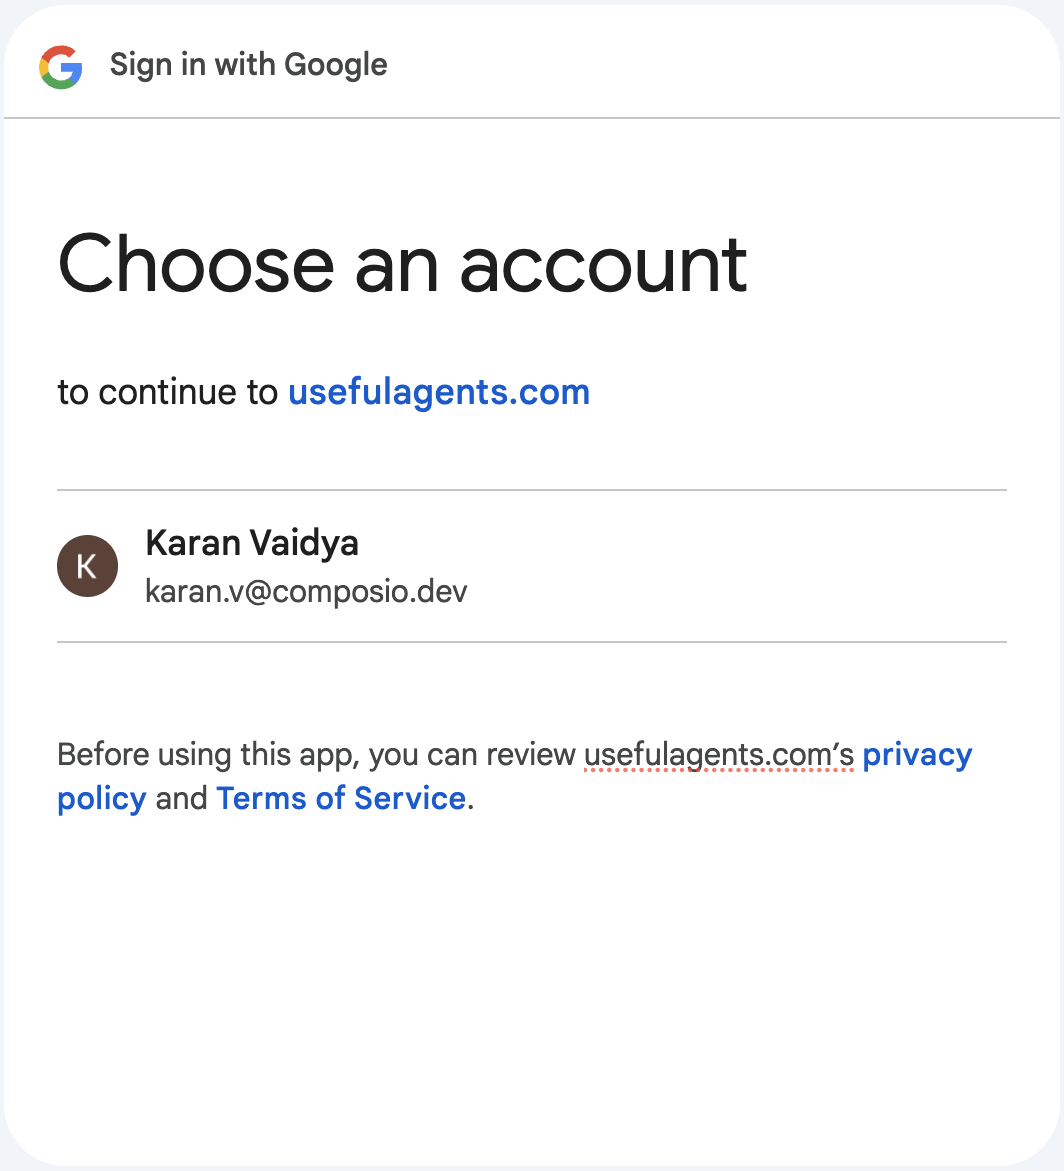 Sign in with Google
Choose an account
to continue to usefulagents.com
K
Karan Vaidya
karan.v@composio.dev
Before using this app, you can review usefulagents.com’s privacy
policy and Terms of Service.